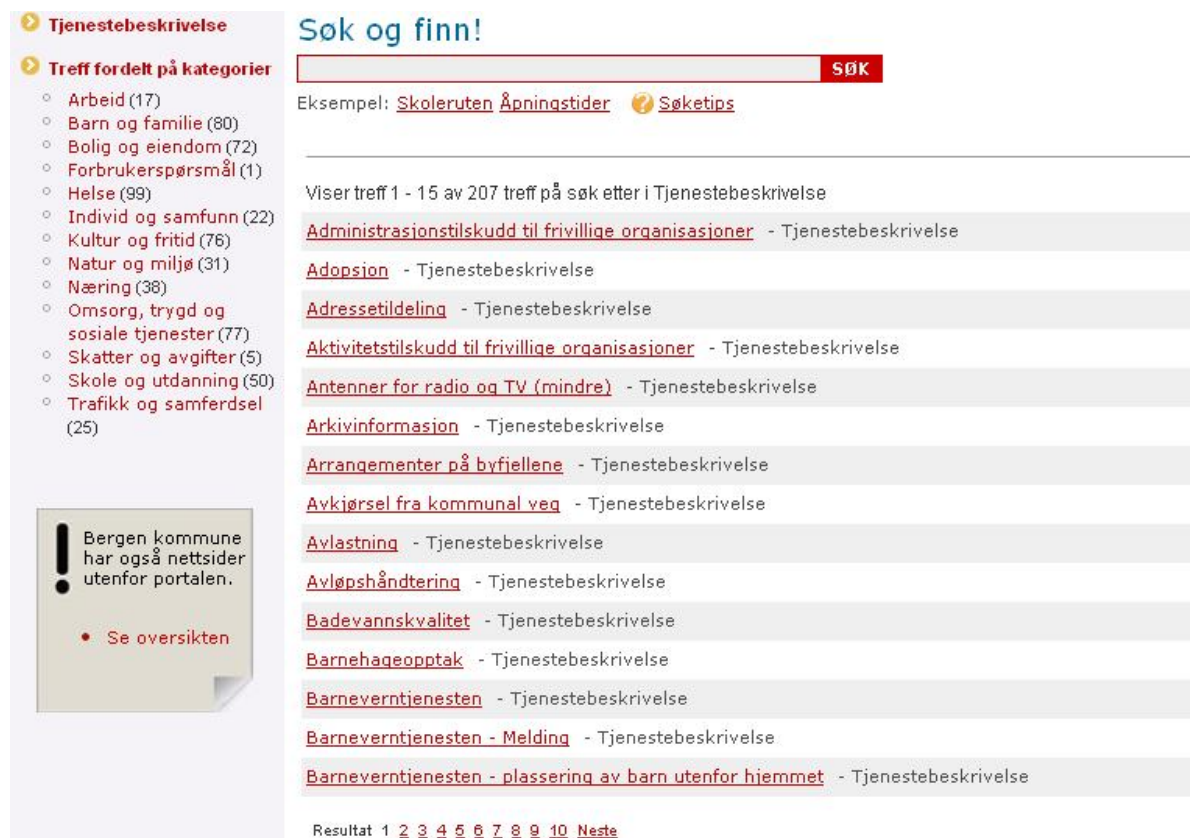 Tjenestebeskrivelse
Treff fordelt på kategorier
Arbeid (17)
Barn og familie (80)
Bolig og eiendom (72)
Forbrukerspørsmål (1)
Helse (99)
Individ og samfunn (22)
Kultur og fritid (76)
Natur og miljø (31)
Næring (38)
Omsorg, trygd og
sosiale tjenester (77)
Skatter og avgifter (5)
Skole og utdanning (50)
Trafikk og samferdsel
(25)
Bergen kommune
har også nettsider
utenfor portalen.
Se oversikten
Søk og finn!
SØK
Eksempel: Skoleruten Åpningstider Søketips
Viser treff 1 - 15 av 207 treff på søk etter i Tjenestebeskrivelse
Administrasjonstilskudd til frivillige organisasjoner - Tjenestebeskrivelse
Adopsjon - Tjenestebeskrivelse
Adressetildeling - Tjenestebeskrivelse
Aktivitetstilskudd til frivillige organisasjoner - Tjenestebeskrivelse
Antenner for radio og TV (mindre) - Tjenestebeskrivelse
Arkivinformasjon - Tjenestebeskrivelse
Arrangementer på byfjellene - Tjenestebeskrivelse
Avkjørsel fra kommunal veg - Tjenestebeskrivelse
Avlastning - Tjenestebeskrivelse
Avløpshåndtering - Tjenestebeskrivelse
Badevannskvalitet - Tjenestebeskrivelse
Barnehageopptak - Tjenestebeskrivelse
Barneverntjenesten - Tjenestebeskrivelse
Barneverntjenesten - Melding - Tjenestebeskrivelse
Barneverntjenesten - plassering av barn utenfor hjemmet - Tjenestebeskrivelse
Resultat 1 2 3 4 5 6 7 8 9 10 Neste